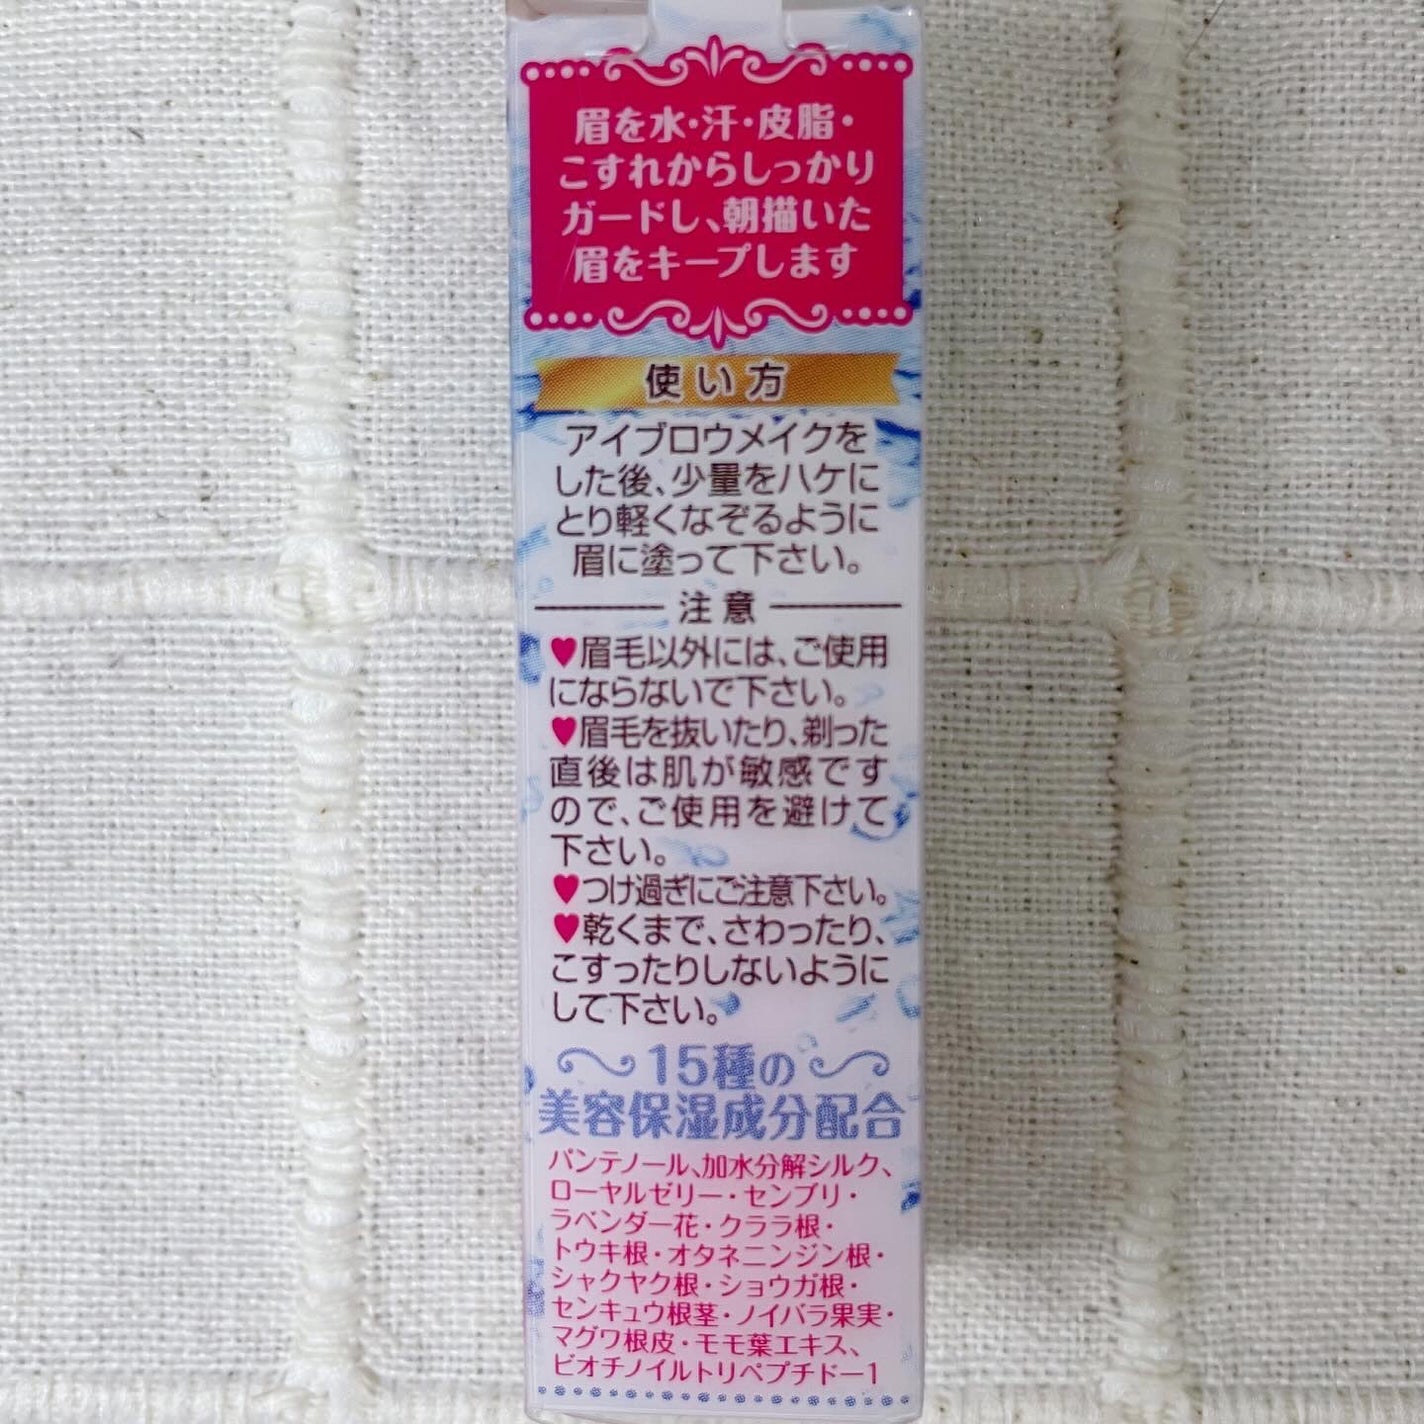 眉を水・汗・皮脂・
こすれからしっかり
ガードし、朝描いた
眉をキープします
使い方
アイブロウメイクを
した後、少量をハケに
とり軽くなぞるように
眉に塗って下さい。
注意
♥眉毛以外には、ご使用
にならないで下さい。
♥眉毛を抜いたり、剃った
直後は肌が敏感です
ので、ご使用を避けて
下さい。
♥つけ過ぎにご注意下さい。
♥乾くまで、さわったり、
こすったりしないように
して下さい。
15種の
美容保湿成分配合
パンテノール、加水分解シルク、
ローヤルゼリー・センブリ・
ラベンダー花・クララ根・
トウキ根・オタネニンジン根・
シャクヤク根・ショウガ根・
センキュウ根茎・ノイバラ果実・
マグワ根皮・モモ葉エキス、
ビオチノイルトリペプチドー1